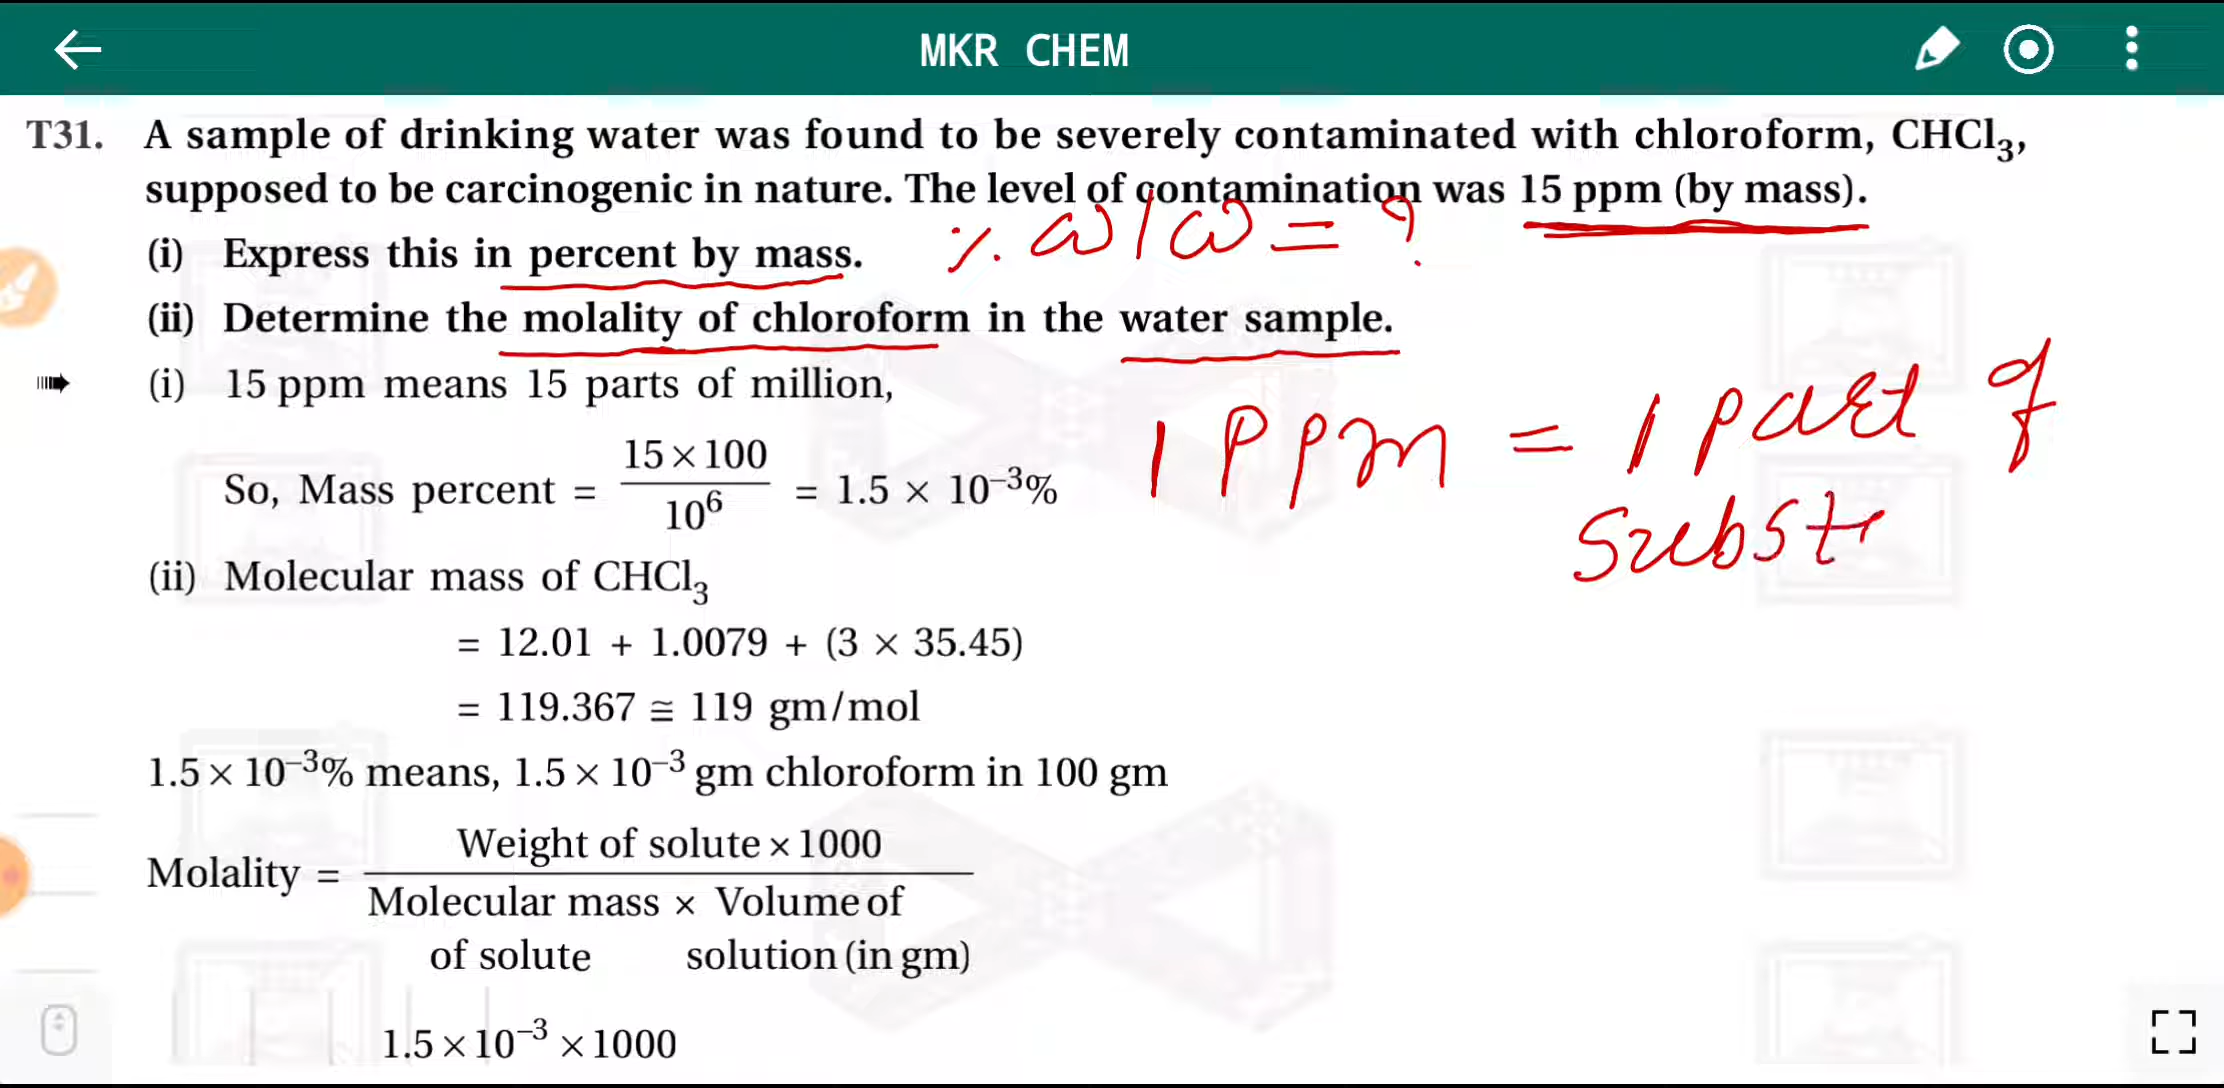 MKR CHEM
T31. A sample of drinking water was found to be severely contaminated with chloroform, CHCl₃,
supposed to be carcinogenic in nature. The level of contamination was 15 ppm (by mass).
(i) Express this in percent by mass. % w/w = ?
(ii) Determine the molality of chloroform in the water sample.
(i) 15 ppm means 15 parts of million,
1 ppm = 1 part of
subst
So, Mass percent = 15×100 / 10⁶ = 1.5 × 10⁻³%
(ii) Molecular mass of CHCl₃
= 12.01 + 1.0079 + (3 × 35.45)
= 119.367 ≅ 119 gm/mol
1.5 × 10⁻³% means, 1.5 × 10⁻³ gm chloroform in 100 gm
Molality = Weight of solute × 1000
Molecular mass × Volume of
of solute solution (in gm)
1.5 × 10⁻³ × 1000